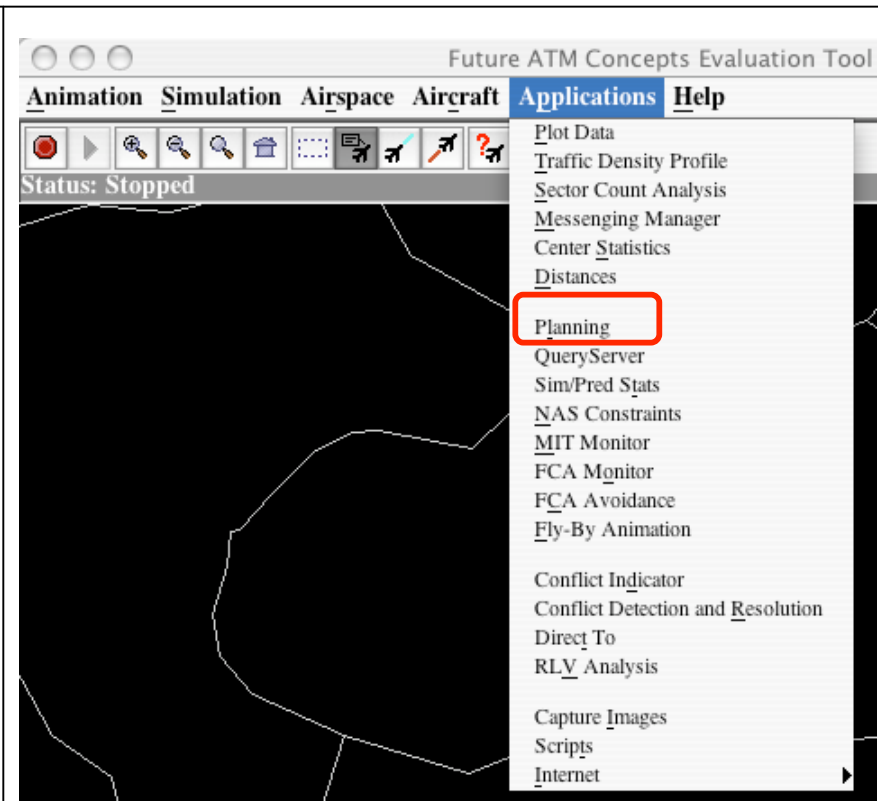 Future ATM Concepts Evaluation Tool
Animation Simulation Airspace Aircraft Applications Help
Status: Stopped
Plot Data
Traffic Density Profile
Sector Count Analysis
Messenging Manager
Center Statistics
Distances
Planning
QueryServer
Sim/Pred Stats
NAS Constraints
MIT Monitor
FCA Monitor
FCA Avoidance
Fly-By Animation
Conflict Indicator
Conflict Detection and Resolution
Direct To
RLV Analysis
Capture Images
Scripts
Internet